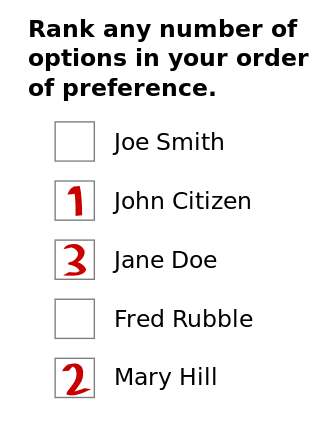 Rank any number of
options in your order
of preference.
Joe Smith
1 John Citizen
3 Jane Doe
Fred Rubble
2 Mary Hill